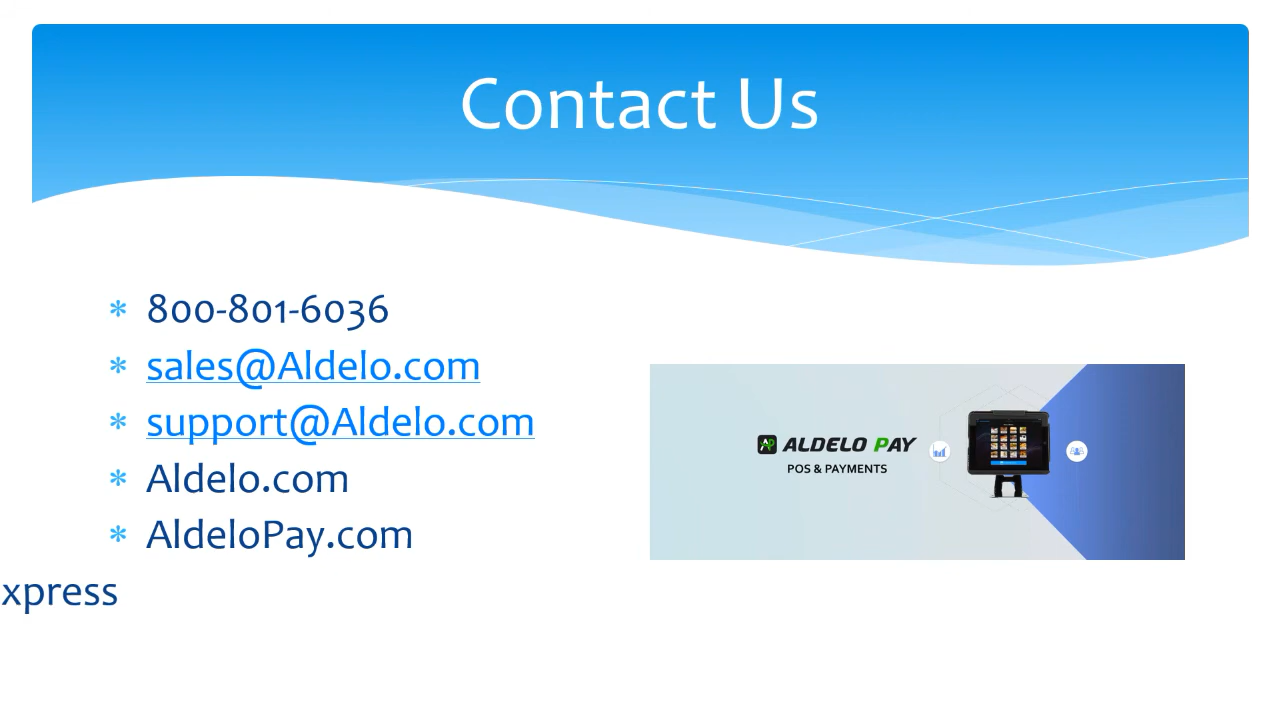 Contact Us
800-801-6036
sales@Aldelo.com
support@Aldelo.com
Aldelo.com
AldeloPay.com
xpress
ALDELO PAY
POS & PAYMENTS